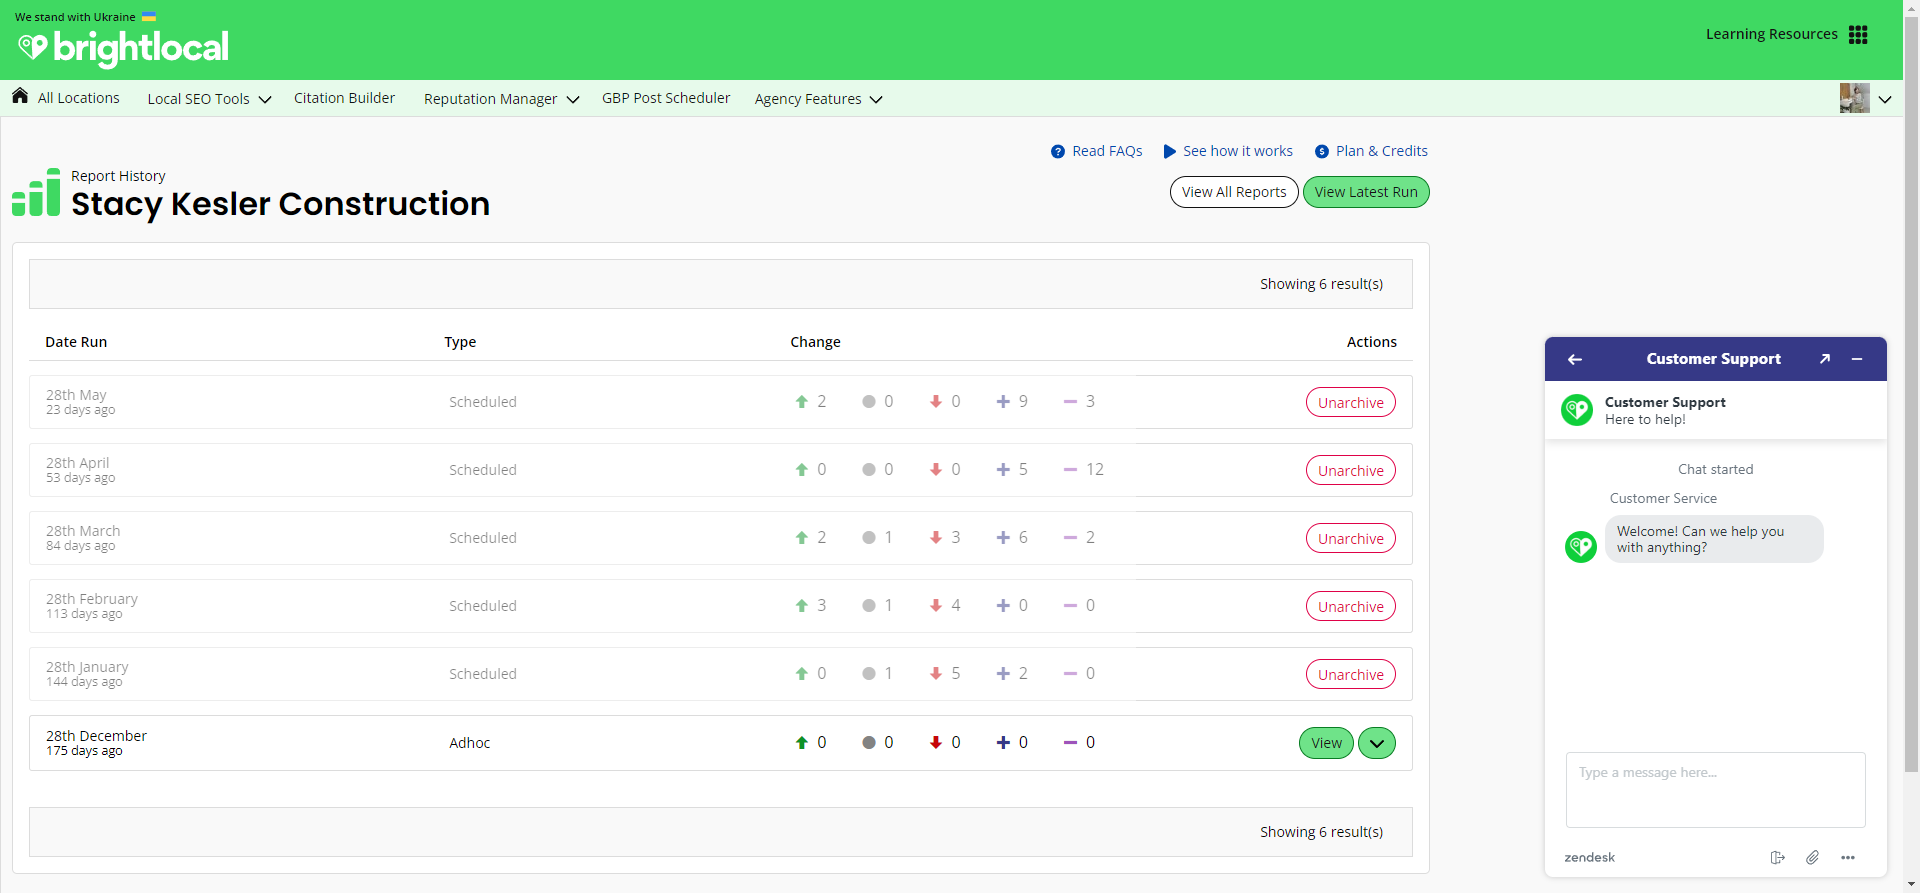 We stand with Ukraine
brightlocal
Learning Resources
All Locations Local SEO Tools Citation Builder Reputation Manager GBP Post Scheduler Agency Features
Read FAQs See how it works Plan & Credits
Report History
Stacy Kesler Construction
View All Reports View Latest Run
Showing 6 result(s)
Date Run Type Change Actions
28th May
23 days ago
Scheduled 2 0 0 9 3 Unarchive
28th April
53 days ago
Scheduled 0 0 0 5 12 Unarchive
28th March
84 days ago
Scheduled 2 1 3 6 2 Unarchive
28th February
113 days ago
Scheduled 3 1 4 0 0 Unarchive
28th January
144 days ago
Scheduled 0 1 5 2 0 Unarchive
28th December
175 days ago
Adhoc 0 0 0 0 0 View
Showing 6 result(s)
Customer Support
Customer Support
Here to help!
Chat started
Customer Service
Welcome! Can we help you
with anything?
Type a message here...
zendesk